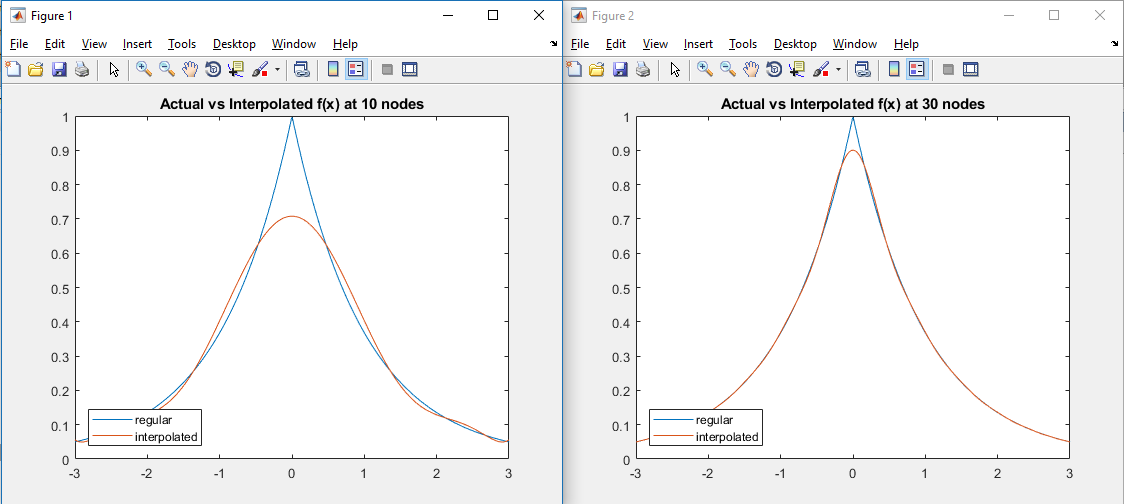 Figure 1
File Edit View Insert Tools Desktop Window Help
Actual vs Interpolated f(x) at 10 nodes
1
0.9
0.8
0.7
0.6
0.5
0.4
0.3
0.2
0.1
0
regular
interpolated
-3 -2 -1 0 1 2 3
Figure 2
File Edit View Insert Tools Desktop Window Help
Actual vs Interpolated f(x) at 30 nodes
1
0.9
0.8
0.7
0.6
0.5
0.4
0.3
0.2
0.1
0
regular
interpolated
-3 -2 -1 0 1 2 3